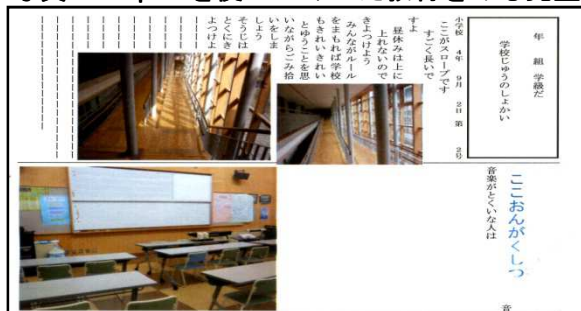 年 組 学級だ
学校じゅうのしょかい
小学校 4年 9月 2日 第 2号
ここがスロープです
すごく長いで
すよ
昼休みは上に
上れないので
きよつけよう
みんながルール
をまもれば学校
もきれいきれい
とゆうことを思
いながらごみ拾
いをしま
しょう
そうじは
とくにき
よつけよ
ここおんがくしつ
音楽がとくいな人は
音